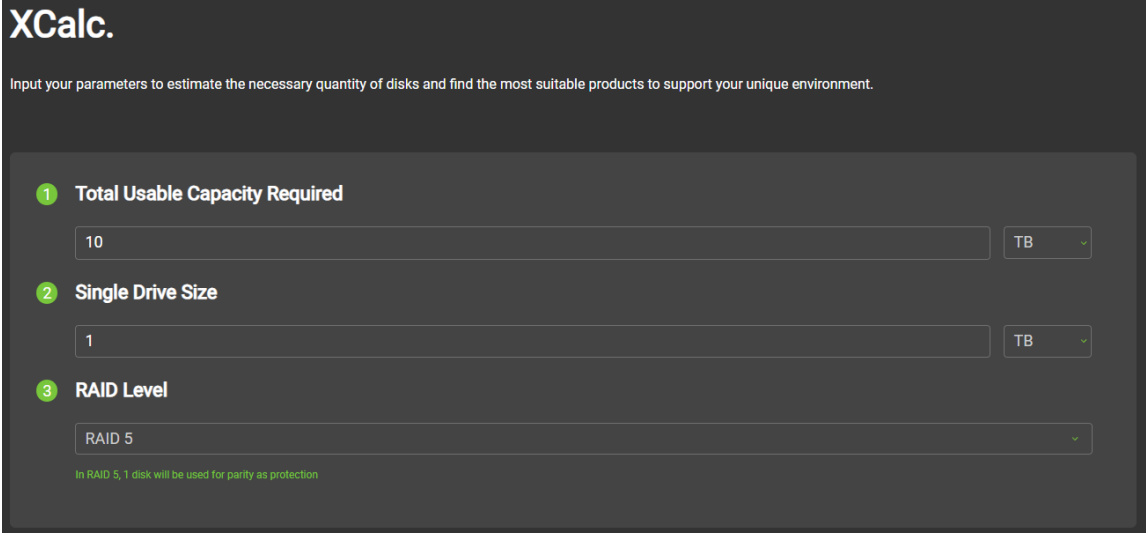 XCalc.
Input your parameters to estimate the necessary quantity of disks and find the most suitable products to support your unique environment.
1 Total Usable Capacity Required
10 TB
2 Single Drive Size
1 TB
3 RAID Level
RAID 5
In RAID 5, 1 disk will be used for parity as protection